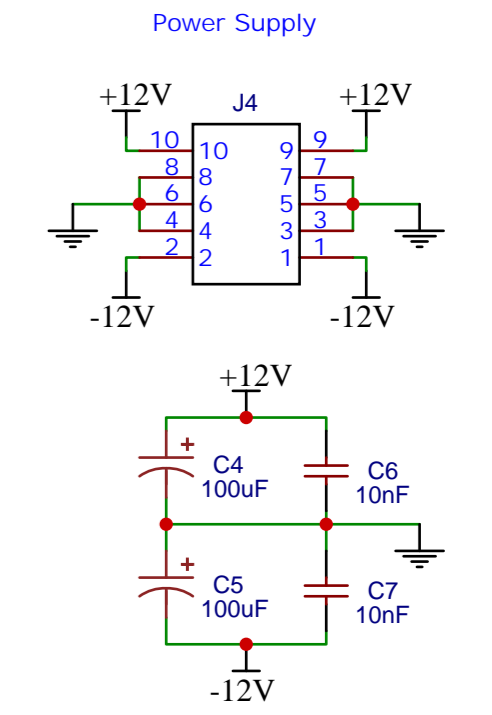 Power Supply
+12V +12V
J4
10 10 9 9
8 8 7 7
6 6 5 5
4 4 3 3
2 2 1 1
-12V -12V
+12V
+ +
C4 C6
100uF 10nF
C5 C7
100uF 10nF
-12V